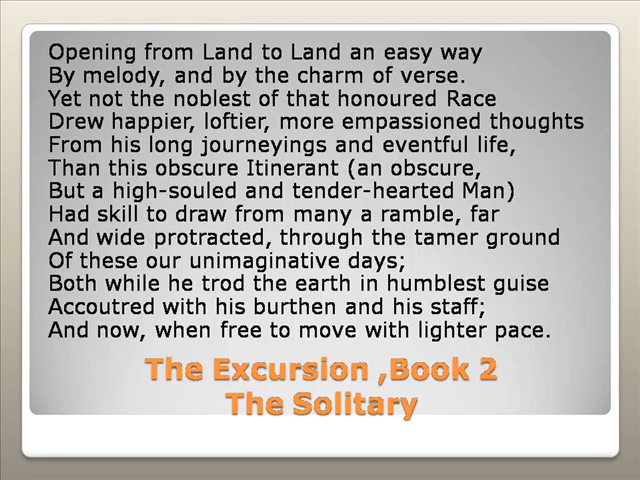 Opening from Land to Land an easy way
By melody, and by the charm of verse.
Yet not the noblest of that honoured Race
Drew happier, loftier, more empassioned thoughts
From his long journeyings and eventful life,
Than this obscure Itinerant (an obscure,
But a high-souled and tender-hearted Man)
Had skill to draw from many a ramble, far
And wide protracted, through the tamer ground
Of these our unimaginative days;
Both while he trod the earth in humblest guise
Accoutred with his burthen and his staff;
And now, when free to move with lighter pace.
The Excursion ,Book 2
The Solitary